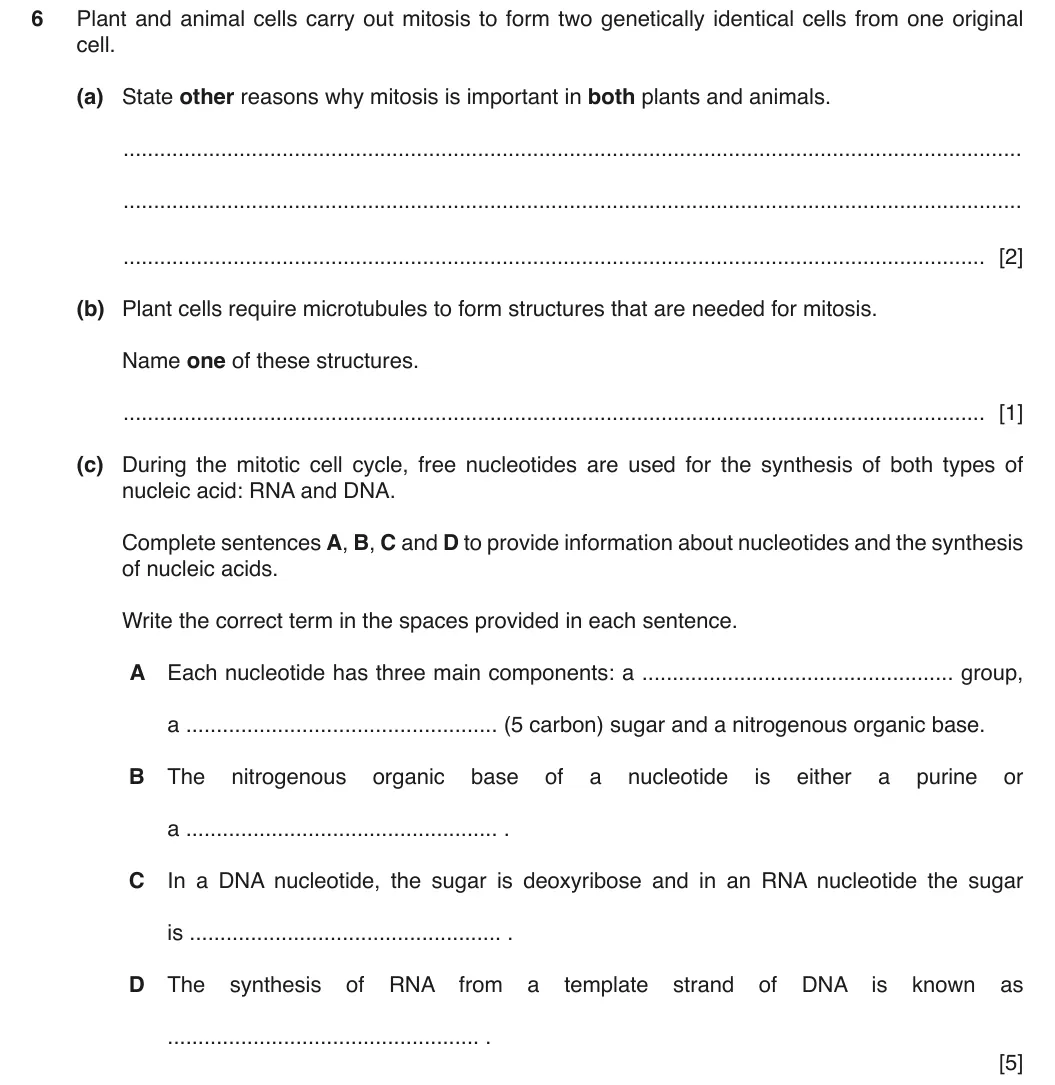 6 Plant and animal cells carry out mitosis to form two genetically identical cells from one original
cell.
(a) State other reasons why mitosis is important in both plants and animals.
....................................................................................................................................................
....................................................................................................................................................
.............................................................................................................................................. [2]
(b) Plant cells require microtubules to form structures that are needed for mitosis.
Name one of these structures.
.............................................................................................................................................. [1]
(c) During the mitotic cell cycle, free nucleotides are used for the synthesis of both types of
nucleic acid: RNA and DNA.
Complete sentences A, B, C and D to provide information about nucleotides and the synthesis
of nucleic acids.
Write the correct term in the spaces provided in each sentence.
A Each nucleotide has three main components: a ................................................... group,
a ................................................... (5 carbon) sugar and a nitrogenous organic base.
B The nitrogenous organic base of a nucleotide is either a purine or
a ................................................... .
C In a DNA nucleotide, the sugar is deoxyribose and in an RNA nucleotide the sugar
is ................................................... .
D The synthesis of RNA from a template strand of DNA is known as
................................................... .
[5]